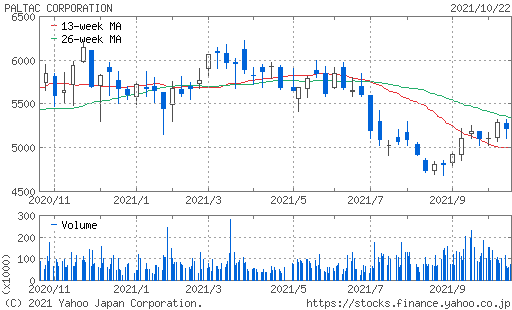 PALTAC CORPORATION 2021/10/22
13-week MA
26-week MA
6500
6000
5500
5000
4500
2020/11 2021/1 2021/3 2021/5 2021/7 2021/9
Volume
300
200
100
0
(x1000)
2020/11 2021/1 2021/3 2021/5 2021/7 2021/9
(C) 2021 Yahoo Japan Corporation. https://stocks.finance.yahoo.co.jp/